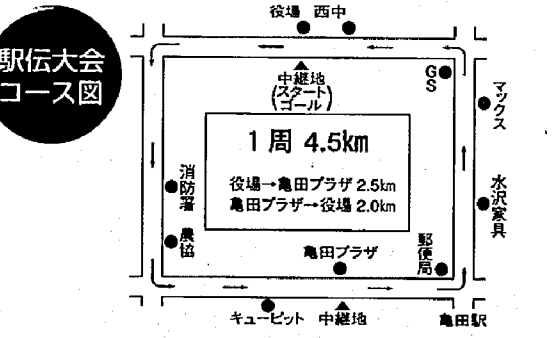 駅伝大会
コース図
役場 西中
中継地
(スタート
ゴール)
GS
マックス
1周 4.5km
役場→亀田プラザ 2.5km
亀田プラザ→役場 2.0km
消防署
農協
水沢家具
郵便局
亀田プラザ
キューピット 中継地 亀田駅